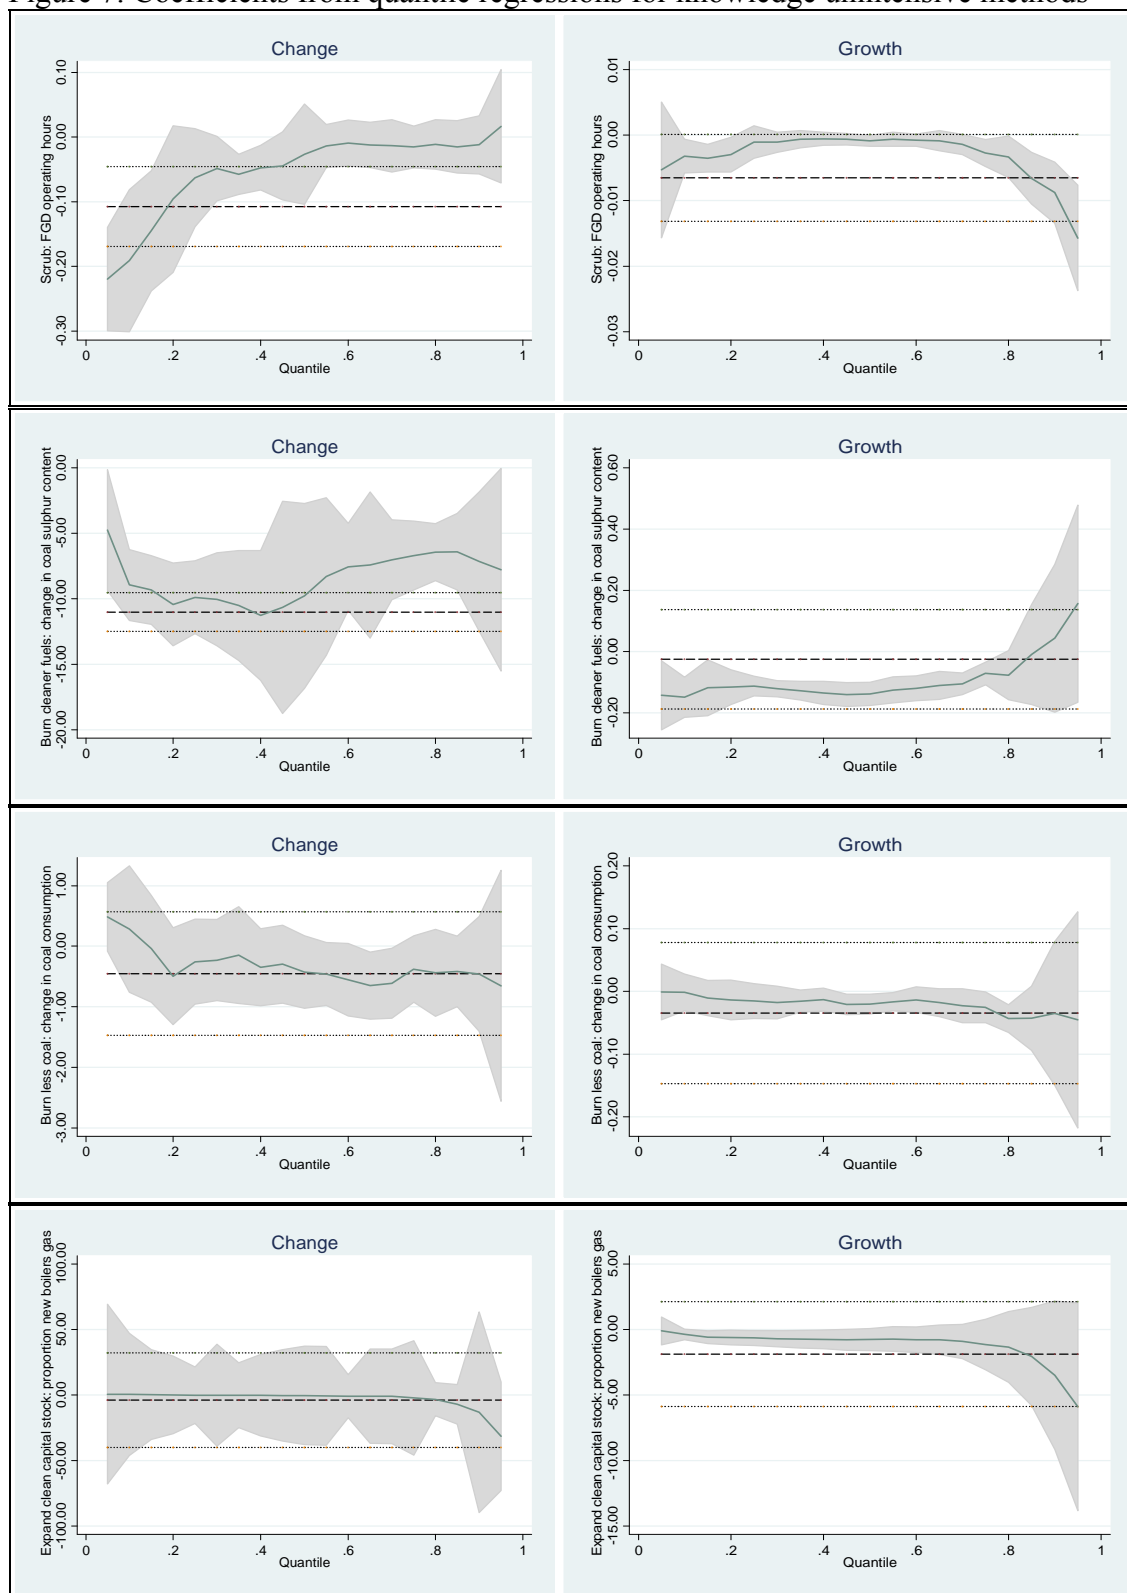 Figure 7: Coefficients from quantile regressions for knowledge unintensive methods
Change
Scrub: FGD operating hours
0.10
0.00
-0.10
-0.20
-0.30
0 .2 .4 .6 .8 1
Quantile
Growth
Scrub: FGD operating hours
0.01
0.00
-0.01
-0.02
-0.03
0 .2 .4 .6 .8 1
Quantile
Change
Burn cleaner fuels: change in coal sulphur content
0.00
-5.00
-10.00
-15.00
-20.00
0 .2 .4 .6 .8 1
Quantile
Growth
Burn cleaner fuels: change in coal sulphur content
0.60
0.40
0.20
0.00
-0.20
0 .2 .4 .6 .8 1
Quantile
Change
Burn less coal: change in coal consumption
1.00
0.00
-1.00
-2.00
-3.00
0 .2 .4 .6 .8 1
Quantile
Growth
Burn less coal: change in coal consumption
0.20
0.10
0.00
-0.10
-0.20
0 .2 .4 .6 .8 1
Quantile
Change
Expand clean capital stock: proportion new boilers gas
100.00
50.00
0.00
-50.00
-100.00
0 .2 .4 .6 .8 1
Quantile
Growth
Expand clean capital stock: proportion new boilers gas
5.00
0.00
-5.00
-10.00
-15.00
0 .2 .4 .6 .8 1
Quantile